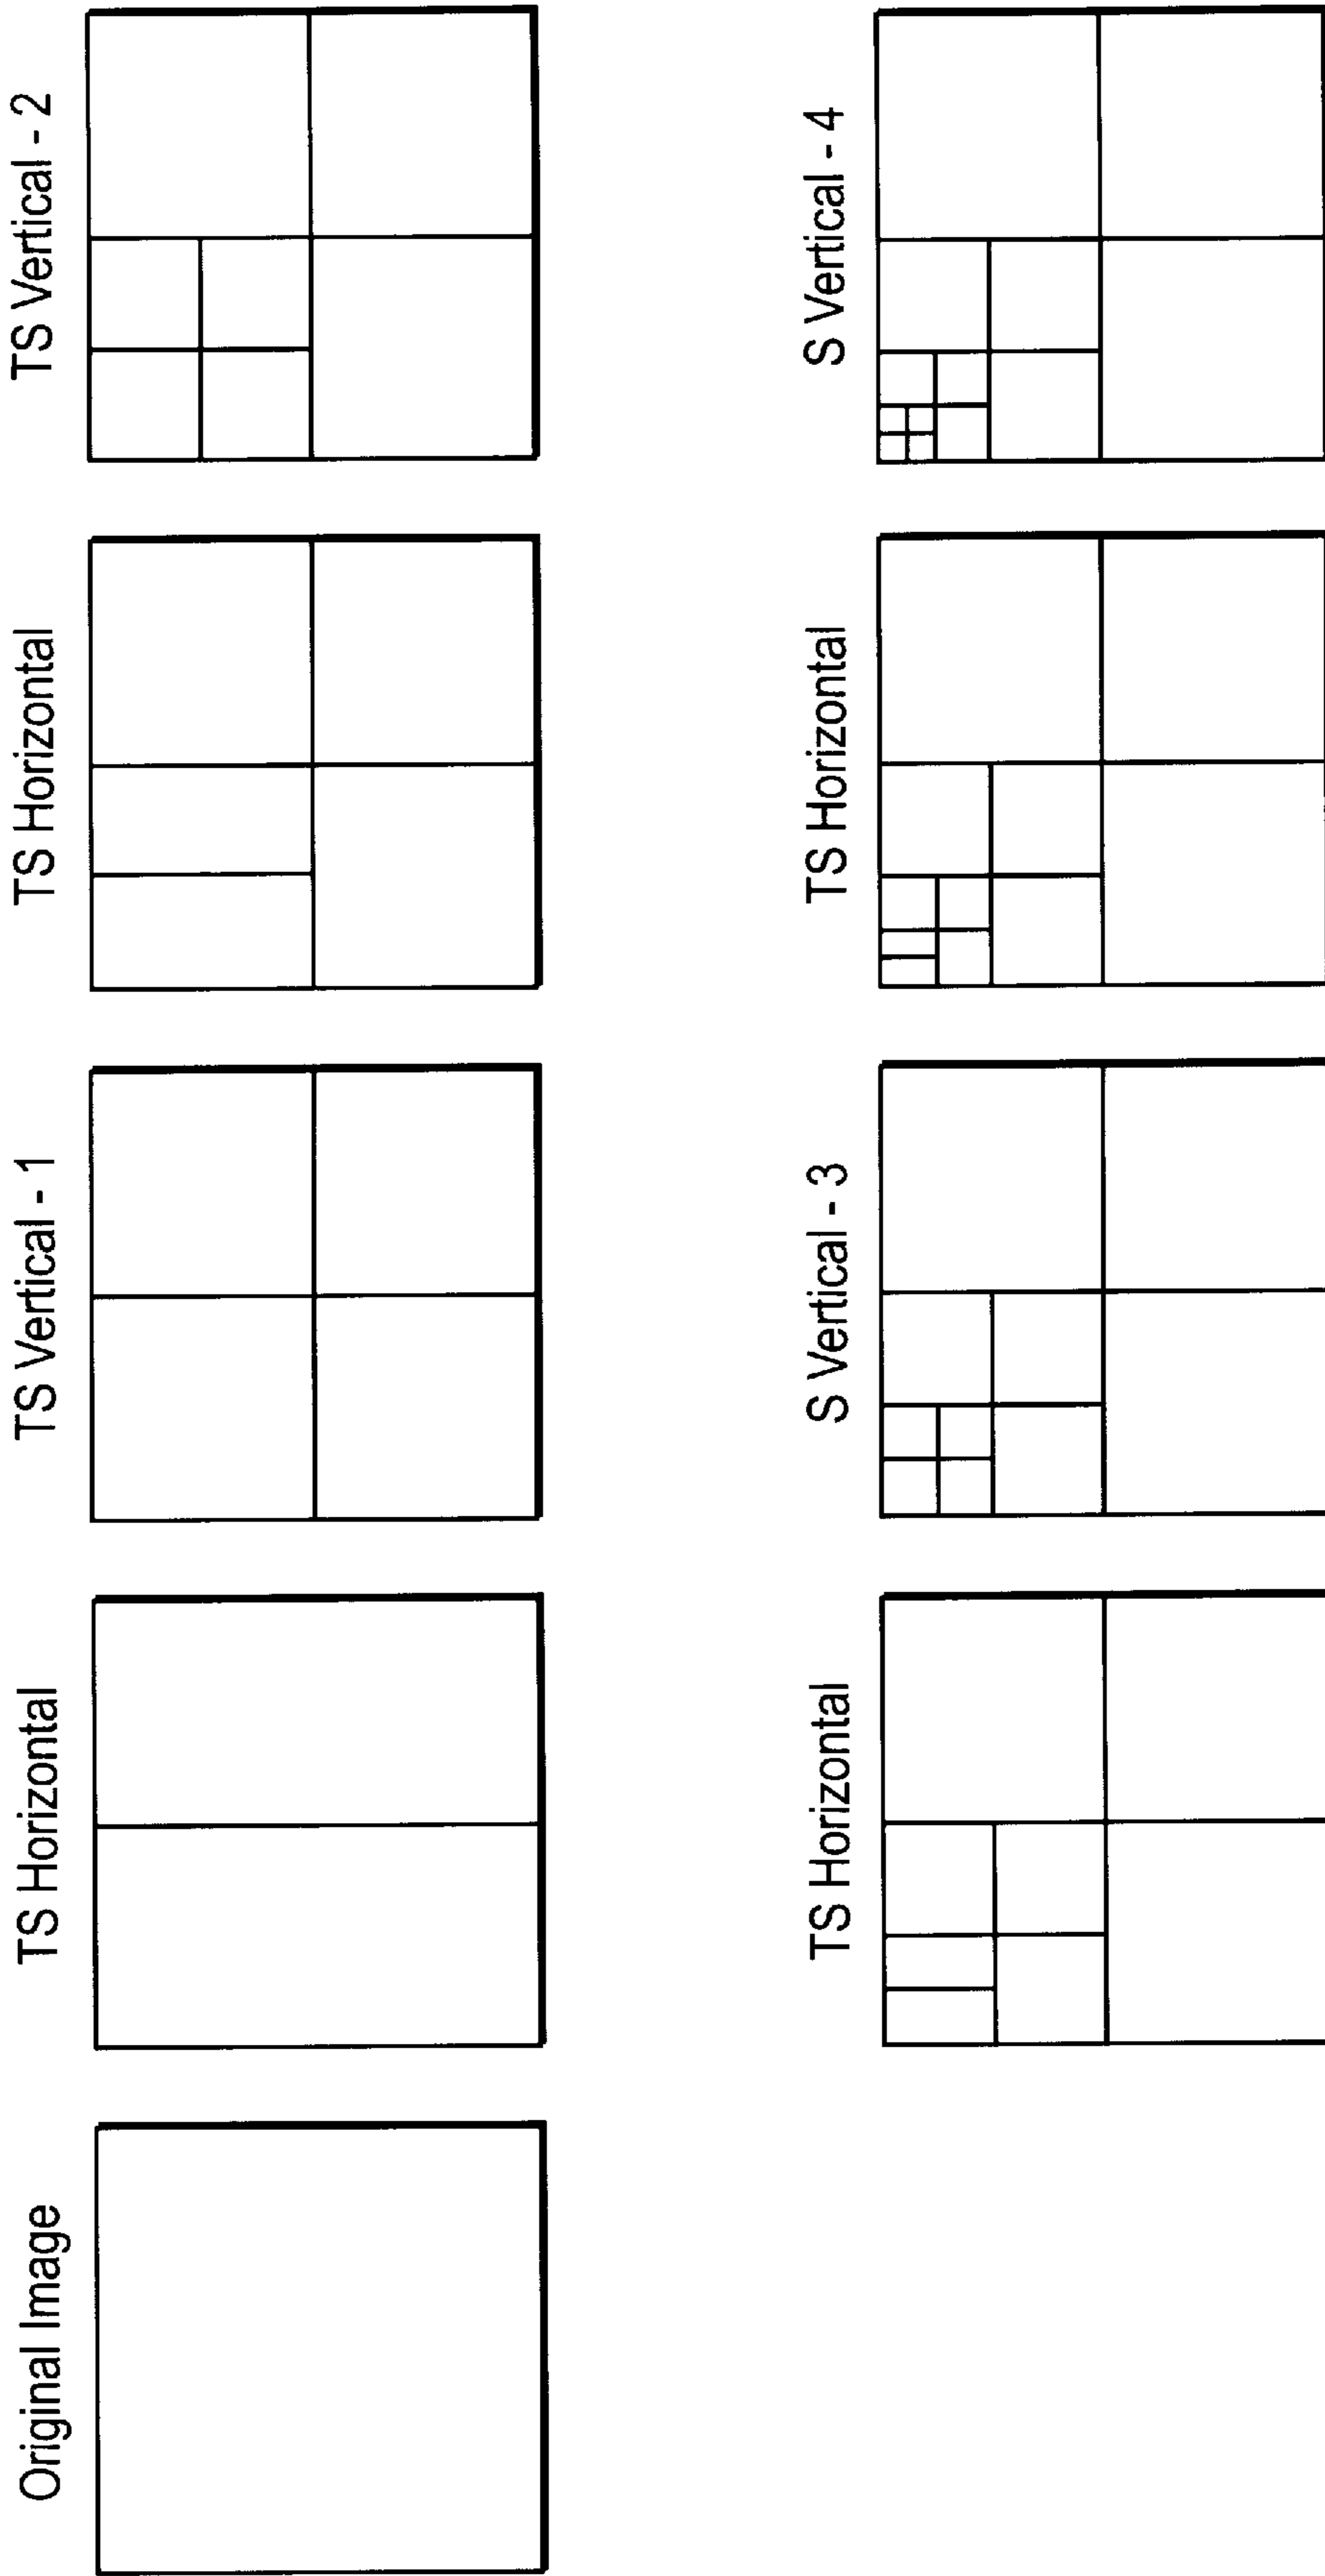 Original Image
TS Horizontal
TS Vertical - 1
TS Horizontal
TS Vertical - 2
TS Horizontal
S Vertical - 3
TS Horizontal
S Vertical - 4